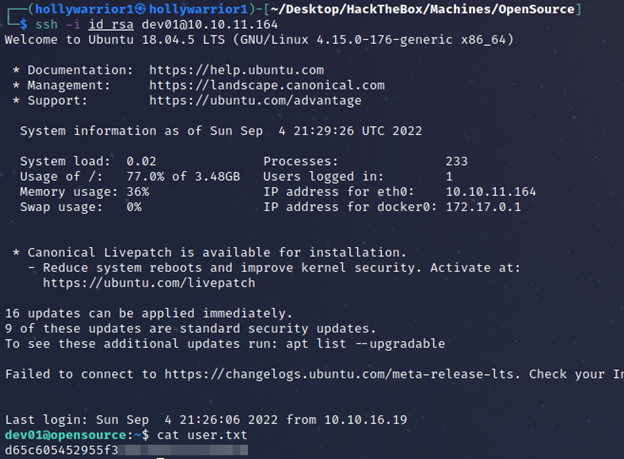 ┌──(hollywarrior1㉿hollywarrior1)-[~/Desktop/HackTheBox/Machines/OpenSource]
└─$ ssh -i id_rsa dev01@10.10.11.164
Welcome to Ubuntu 18.04.5 LTS (GNU/Linux 4.15.0-176-generic x86_64)
* Documentation:  https://help.ubuntu.com
* Management:     https://landscape.canonical.com
* Support:        https://ubuntu.com/advantage
System information as of Sun Sep  4 21:29:26 UTC 2022
System load:  0.02              Processes:              233
Usage of /:   77.0% of 3.48GB   Users logged in:        1
Memory usage: 36%               IP address for eth0:    10.10.11.164
Swap usage:   0%                IP address for docker0: 172.17.0.1
* Canonical Livepatch is available for installation.
- Reduce system reboots and improve kernel security. Activate at:
https://ubuntu.com/livepatch
16 updates can be applied immediately.
9 of these updates are standard security updates.
To see these additional updates run: apt list --upgradable
Failed to connect to https://changelogs.ubuntu.com/meta-release-lts. Check your In
Last login: Sun Sep  4 21:26:06 2022 from 10.10.16.19
dev01@opensource:~$ cat user.txt
d65c605452955f3